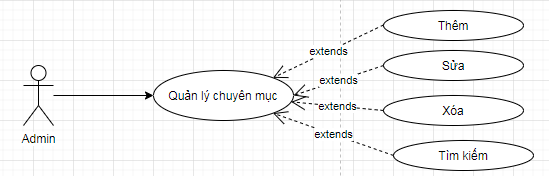 Thêm
extends
Sửa
extends
Quản lý chuyên mục
extends
Xóa
extends
Admin
Tìm kiếm